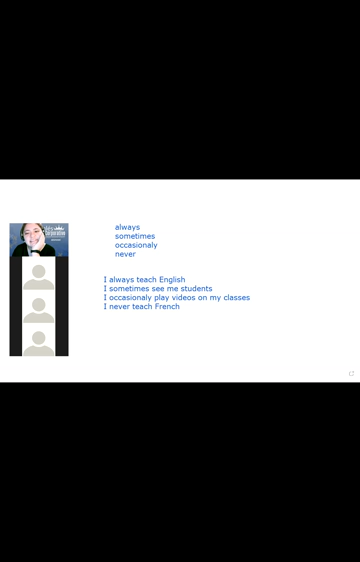 Corporativo
always
sometimes
occasionaly
never
I always teach English
I sometimes see me students
I occasionaly play videos on my classes
I never teach French